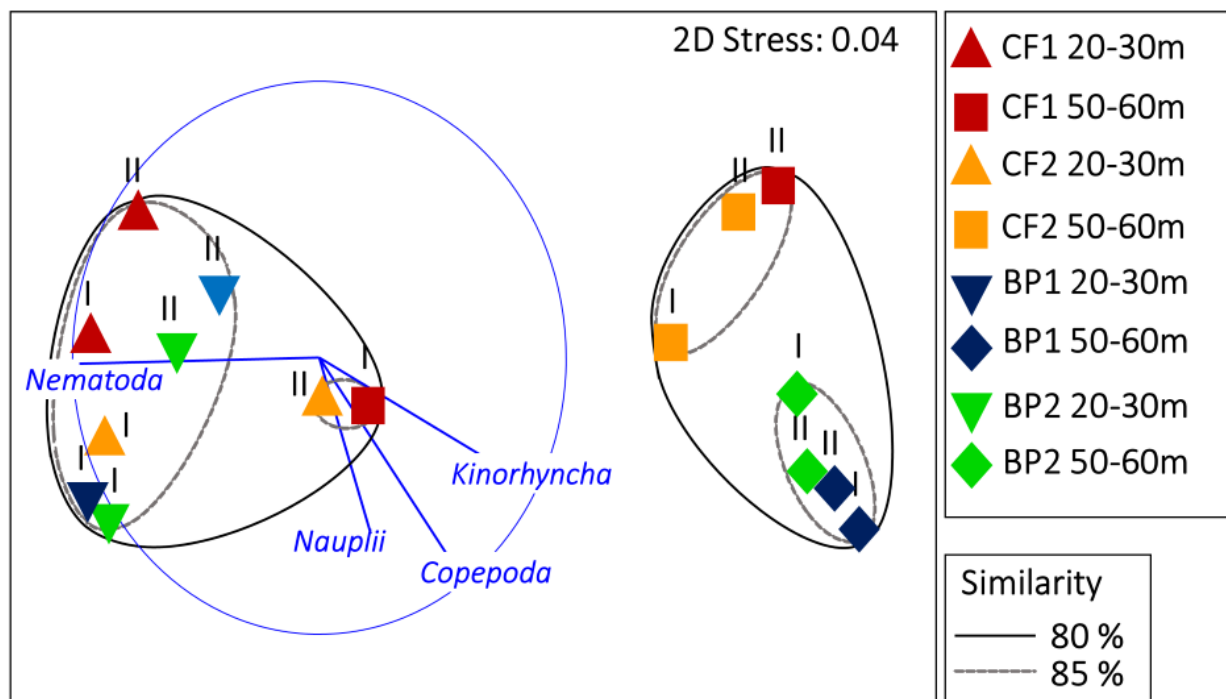 2D Stress: 0.04
II
II
II
II
I
II
I
II
I
I
I
I
I
II
II
I
Nematoda
Kinorhyncha
Nauplii
Copepoda
CF1 20-30m
CF1 50-60m
CF2 20-30m
CF2 50-60m
BP1 20-30m
BP1 50-60m
BP2 20-30m
BP2 50-60m
Similarity
80 %
85 %